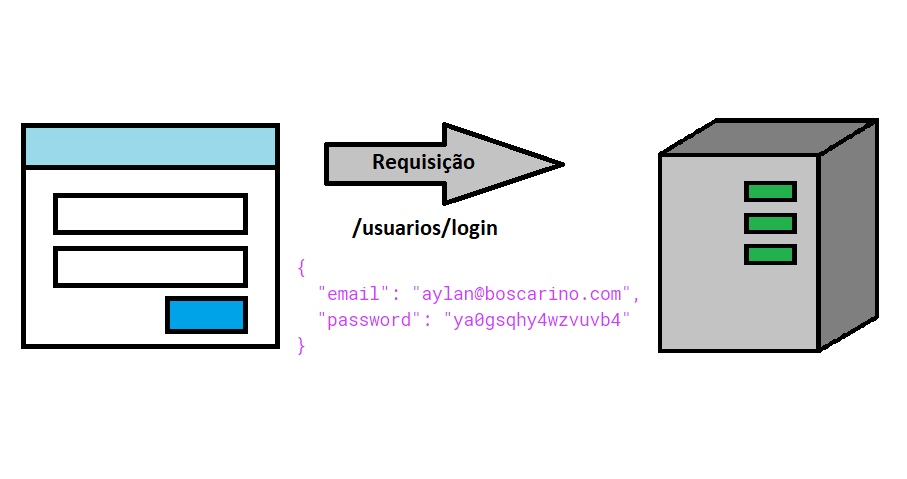 Requisição
/usuarios/login
{
"email": "aylan@boscarino.com",
"password": "ya0gsqhy4wzvuvb4"
}